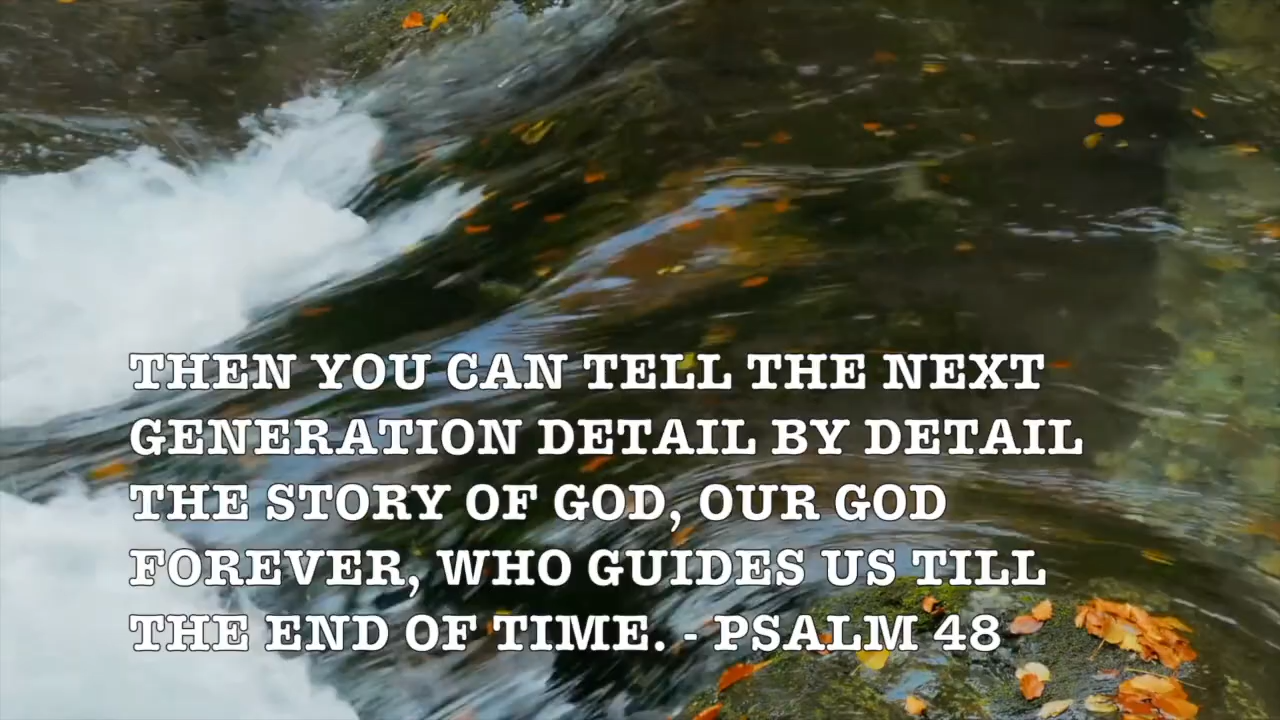 THEN YOU CAN TELL THE NEXT
GENERATION DETAIL BY DETAIL
THE STORY OF GOD, OUR GOD
FOREVER, WHO GUIDES US TILL
THE END OF TIME. - PSALM 48